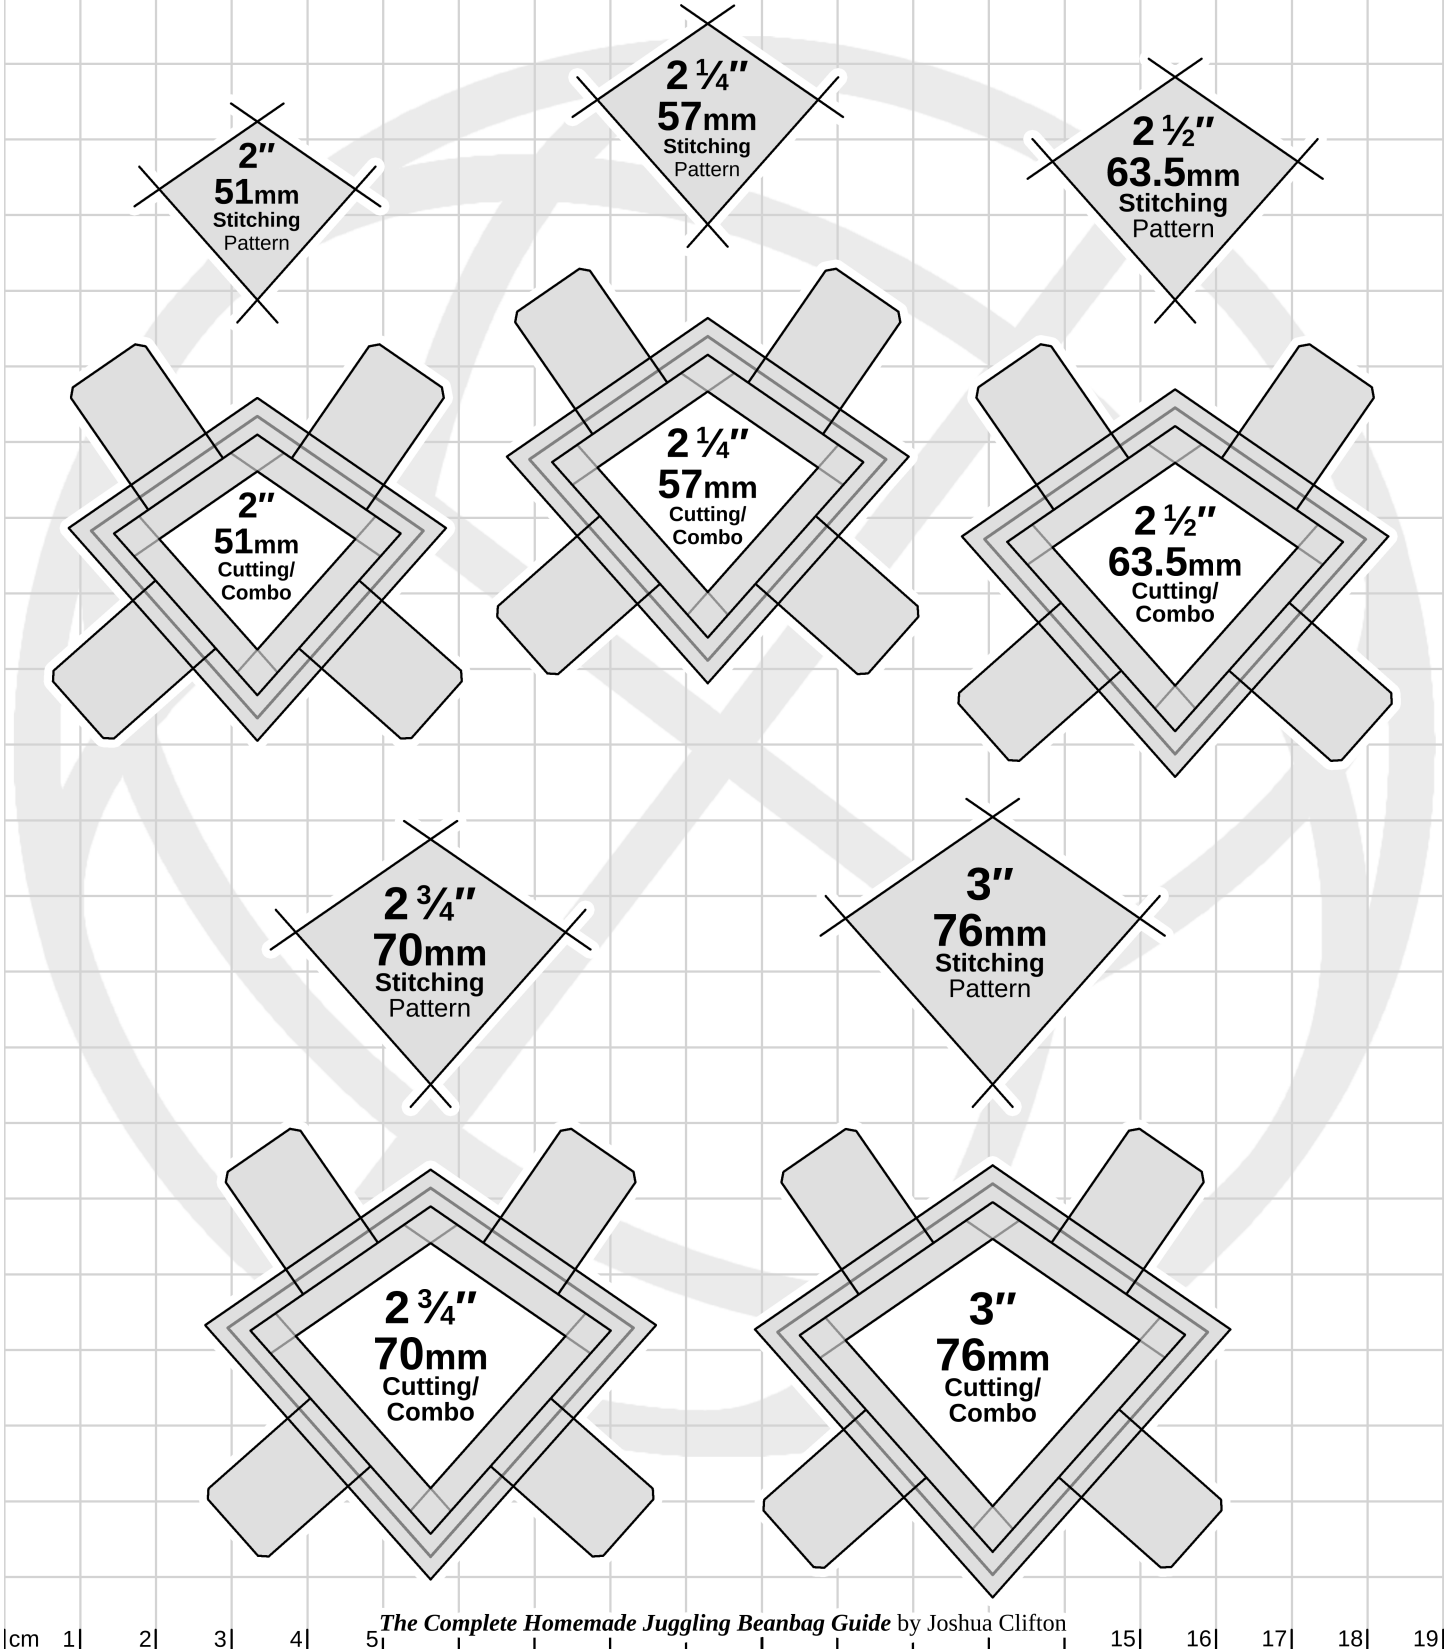 2 ¼″
57mm
Stitching
Pattern
2 ½″
63.5mm
Stitching
Pattern
2″
51mm
Stitching
Pattern
2 ¼″
57mm
Cutting/
Combo
2″
51mm
Cutting/
Combo
2 ½″
63.5mm
Cutting/
Combo
2 ¾″
70mm
Stitching
Pattern
3″
76mm
Stitching
Pattern
2 ¾″
70mm
Cutting/
Combo
3″
76mm
Cutting/
Combo
The Complete Homemade Juggling Beanbag Guide by Joshua Clifton
cm 1 2 3 4 5 15 16 17 18 19